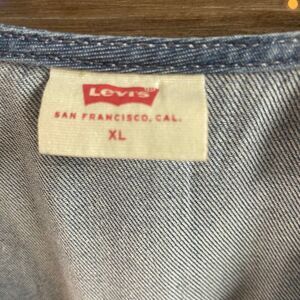 Levi's
SAN FRANCISCO, CAL.
XL